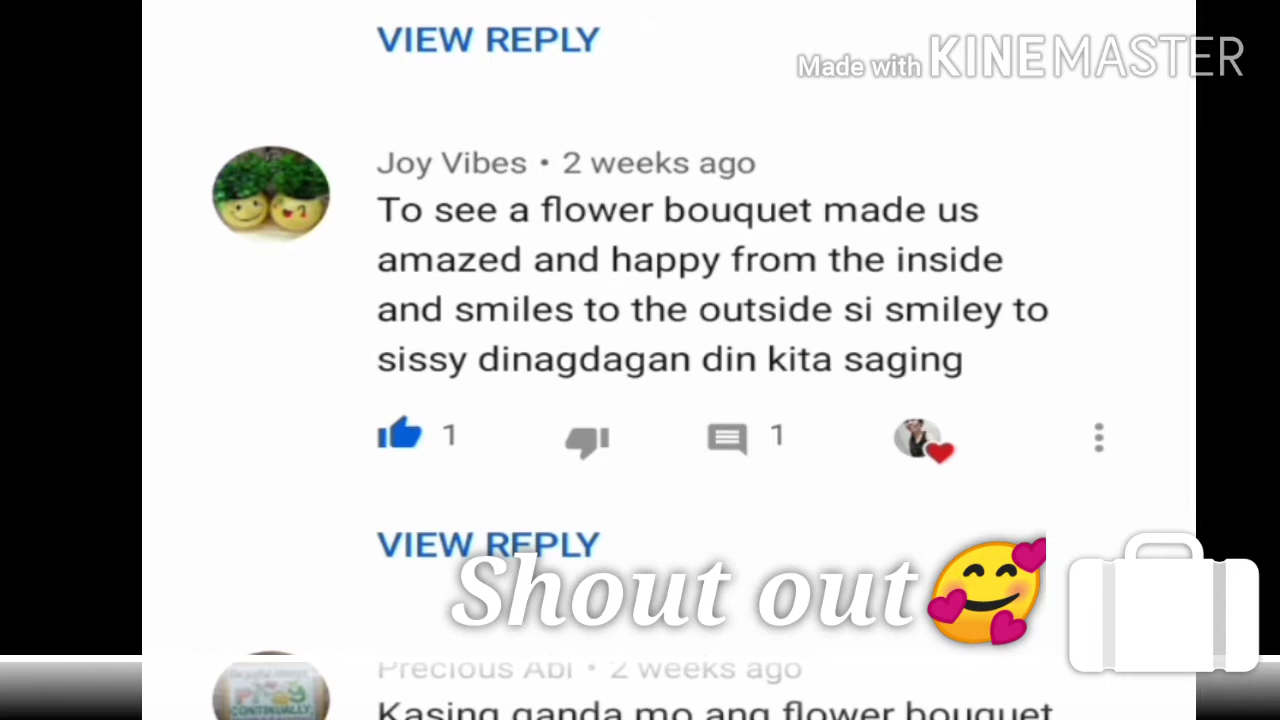 VIEW REPLY
Made with KINEMASTER
Joy Vibes • 2 weeks ago
To see a flower bouquet made us
amazed and happy from the inside
and smiles to the outside si smiley to
sissy dinagdagan din kita saging
1
1
VIEW REPLY
Shout out
Precious Abi • 2 weeks ago
CONTINUALLY
Kasing ganda mo ang flower bouquet